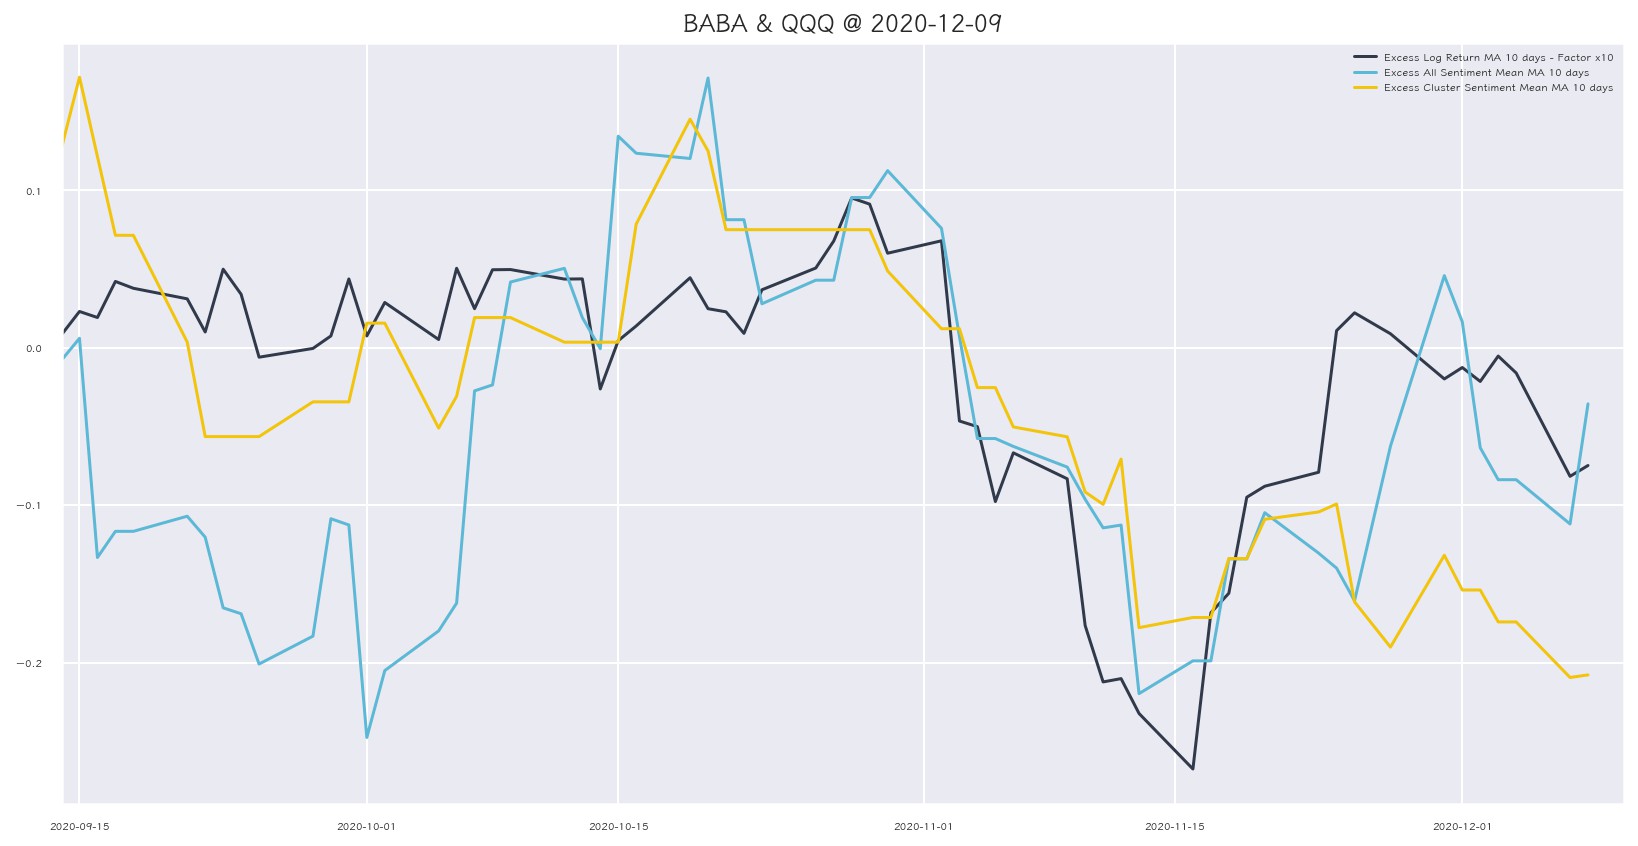 BABA & QQQ @ 2020-12-09
Excess Log Return MA 10 days - Factor x10
Excess All Sentiment Mean MA 10 days
Excess Cluster Sentiment Mean MA 10 days
0.1
0.0
−0.1
−0.2
2020-09-15
2020-10-01
2020-10-15
2020-11-01
2020-11-15
2020-12-01